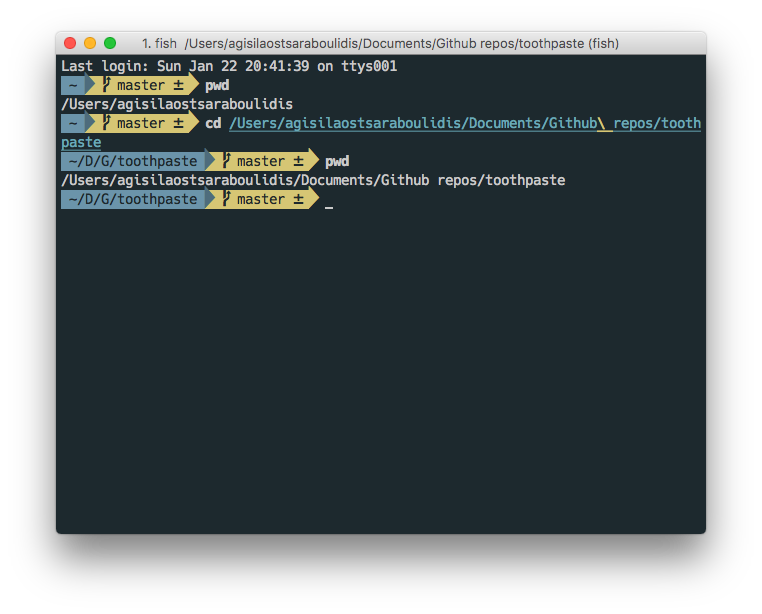 1. fish  /Users/agisilaostsaraboulidis/Documents/Github repos/toothpaste (fish)
Last login: Sun Jan 22 20:41:39 on ttys001
~ master ± pwd
/Users/agisilaostsaraboulidis
~ master ± cd /Users/agisilaostsaraboulidis/Documents/Github\ repos/tooth
paste
~/D/G/toothpaste master ± pwd
/Users/agisilaostsaraboulidis/Documents/Github repos/toothpaste
~/D/G/toothpaste master ± _